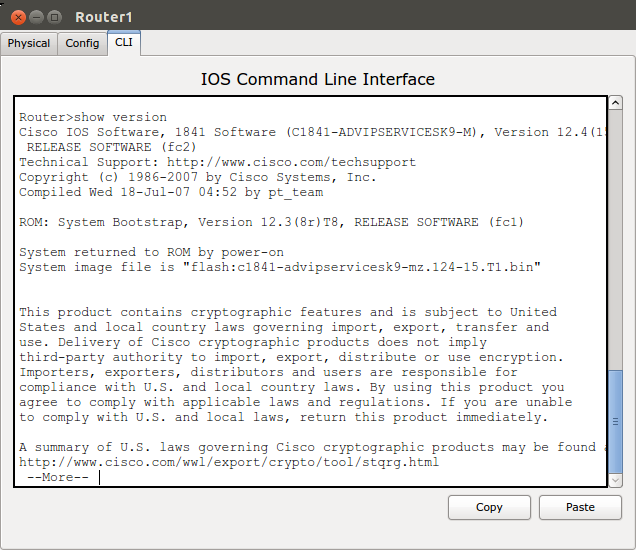 Router1
Physical Config CLI
IOS Command Line Interface
Router>show version
Cisco IOS Software, 1841 Software (C1841-ADVIPSERVICESK9-M), Version 12.4(15
RELEASE SOFTWARE (fc2)
Technical Support: http://www.cisco.com/techsupport
Copyright (c) 1986-2007 by Cisco Systems, Inc.
Compiled Wed 18-Jul-07 04:52 by pt_team
ROM: System Bootstrap, Version 12.3(8r)T8, RELEASE SOFTWARE (fc1)
System returned to ROM by power-on
System image file is "flash:c1841-advipservicesk9-mz.124-15.T1.bin"
This product contains cryptographic features and is subject to United
States and local country laws governing import, export, transfer and
use. Delivery of Cisco cryptographic products does not imply
third-party authority to import, export, distribute or use encryption.
Importers, exporters, distributors and users are responsible for
compliance with U.S. and local country laws. By using this product you
agree to comply with applicable laws and regulations. If you are unable
to comply with U.S. and local laws, return this product immediately.
A summary of U.S. laws governing Cisco cryptographic products may be found
http://www.cisco.com/wwl/export/crypto/tool/stqrg.html
--More--
Copy Paste